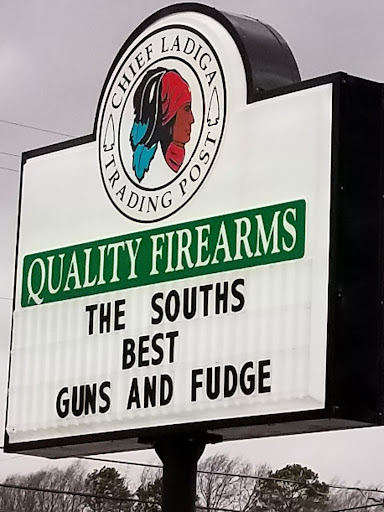 CHIEF LADIGA
TRADING POST
QUALITY FIREARMS
THE SOUTHS
BEST
GUNS AND FUDGE